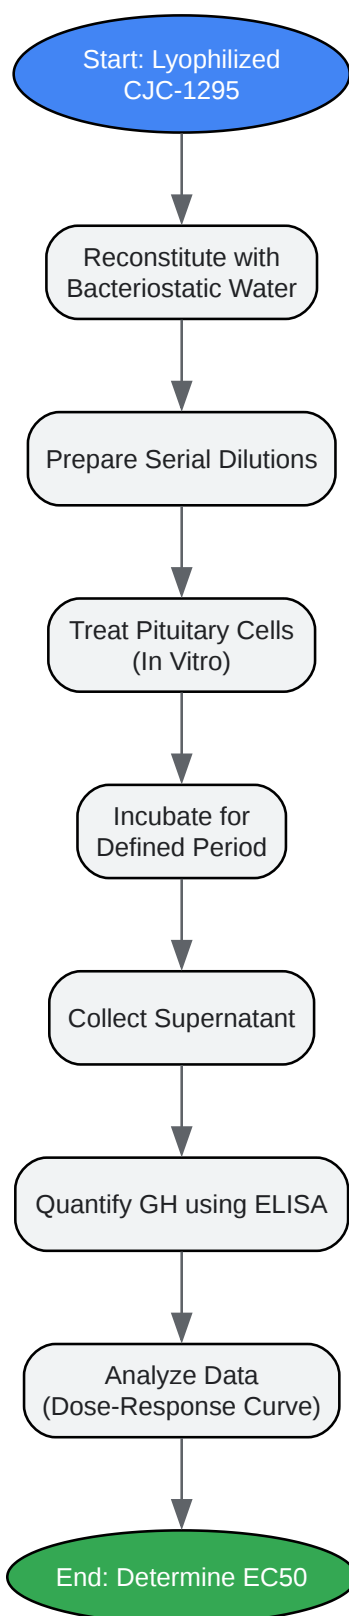 Start: Lyophilized
CJC-1295
Reconstitute with
Bacteriostatic Water
Prepare Serial Dilutions
Treat Pituitary Cells
(In Vitro)
Incubate for
Defined Period
Collect Supernatant
Quantify GH using ELISA
Analyze Data
(Dose-Response Curve)
End: Determine EC50